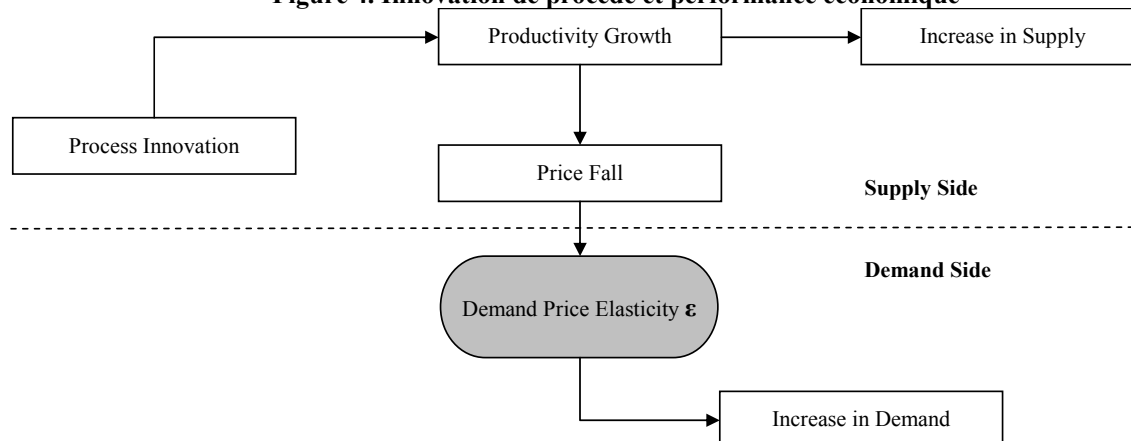 Figure 4. Innovation de procédé et performance économique
Productivity Growth
Increase in Supply
Process Innovation
Price Fall
Supply Side
Demand Side
Demand Price Elasticity ε
Increase in Demand